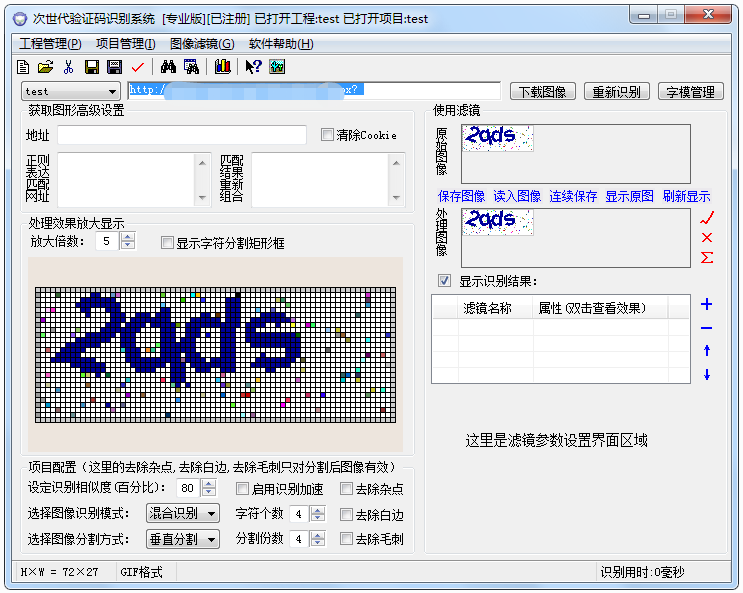 次世代验证码识别系统 [专业版][已注册] 已打开工程:test 已打开项目:test
工程管理(P) 项目管理(I) 图像滤镜(G) 软件帮助(H)
test http:/ px?
下载图像 重新识别 字模管理
获取图形高级设置
地址 清除Cookie
正则
表达
匹配
网址
匹配
结果
重新
组合
处理效果放大显示
放大倍数: 5 显示字符分割矩形框
2qds
项目配置 (这里的去除杂点,去除白边,去除毛刺只对分割后图像有效)
设定识别相似度(百分比): 80 启用识别加速 去除杂点
选择图像识别模式: 混合识别 字符个数 4 去除白边
选择图像分割方式: 垂直分割 分割份数 4 去除毛刺
使用滤镜
原始图像
2qds
保存图像 读入图像 连续保存 显示原图 刷新显示
处理图像
2qds
显示识别结果:
滤镜名称 属性(双击查看效果)
这里是滤镜参数设置界面区域
H×W = 72×27 GIF格式 识别用时:0毫秒